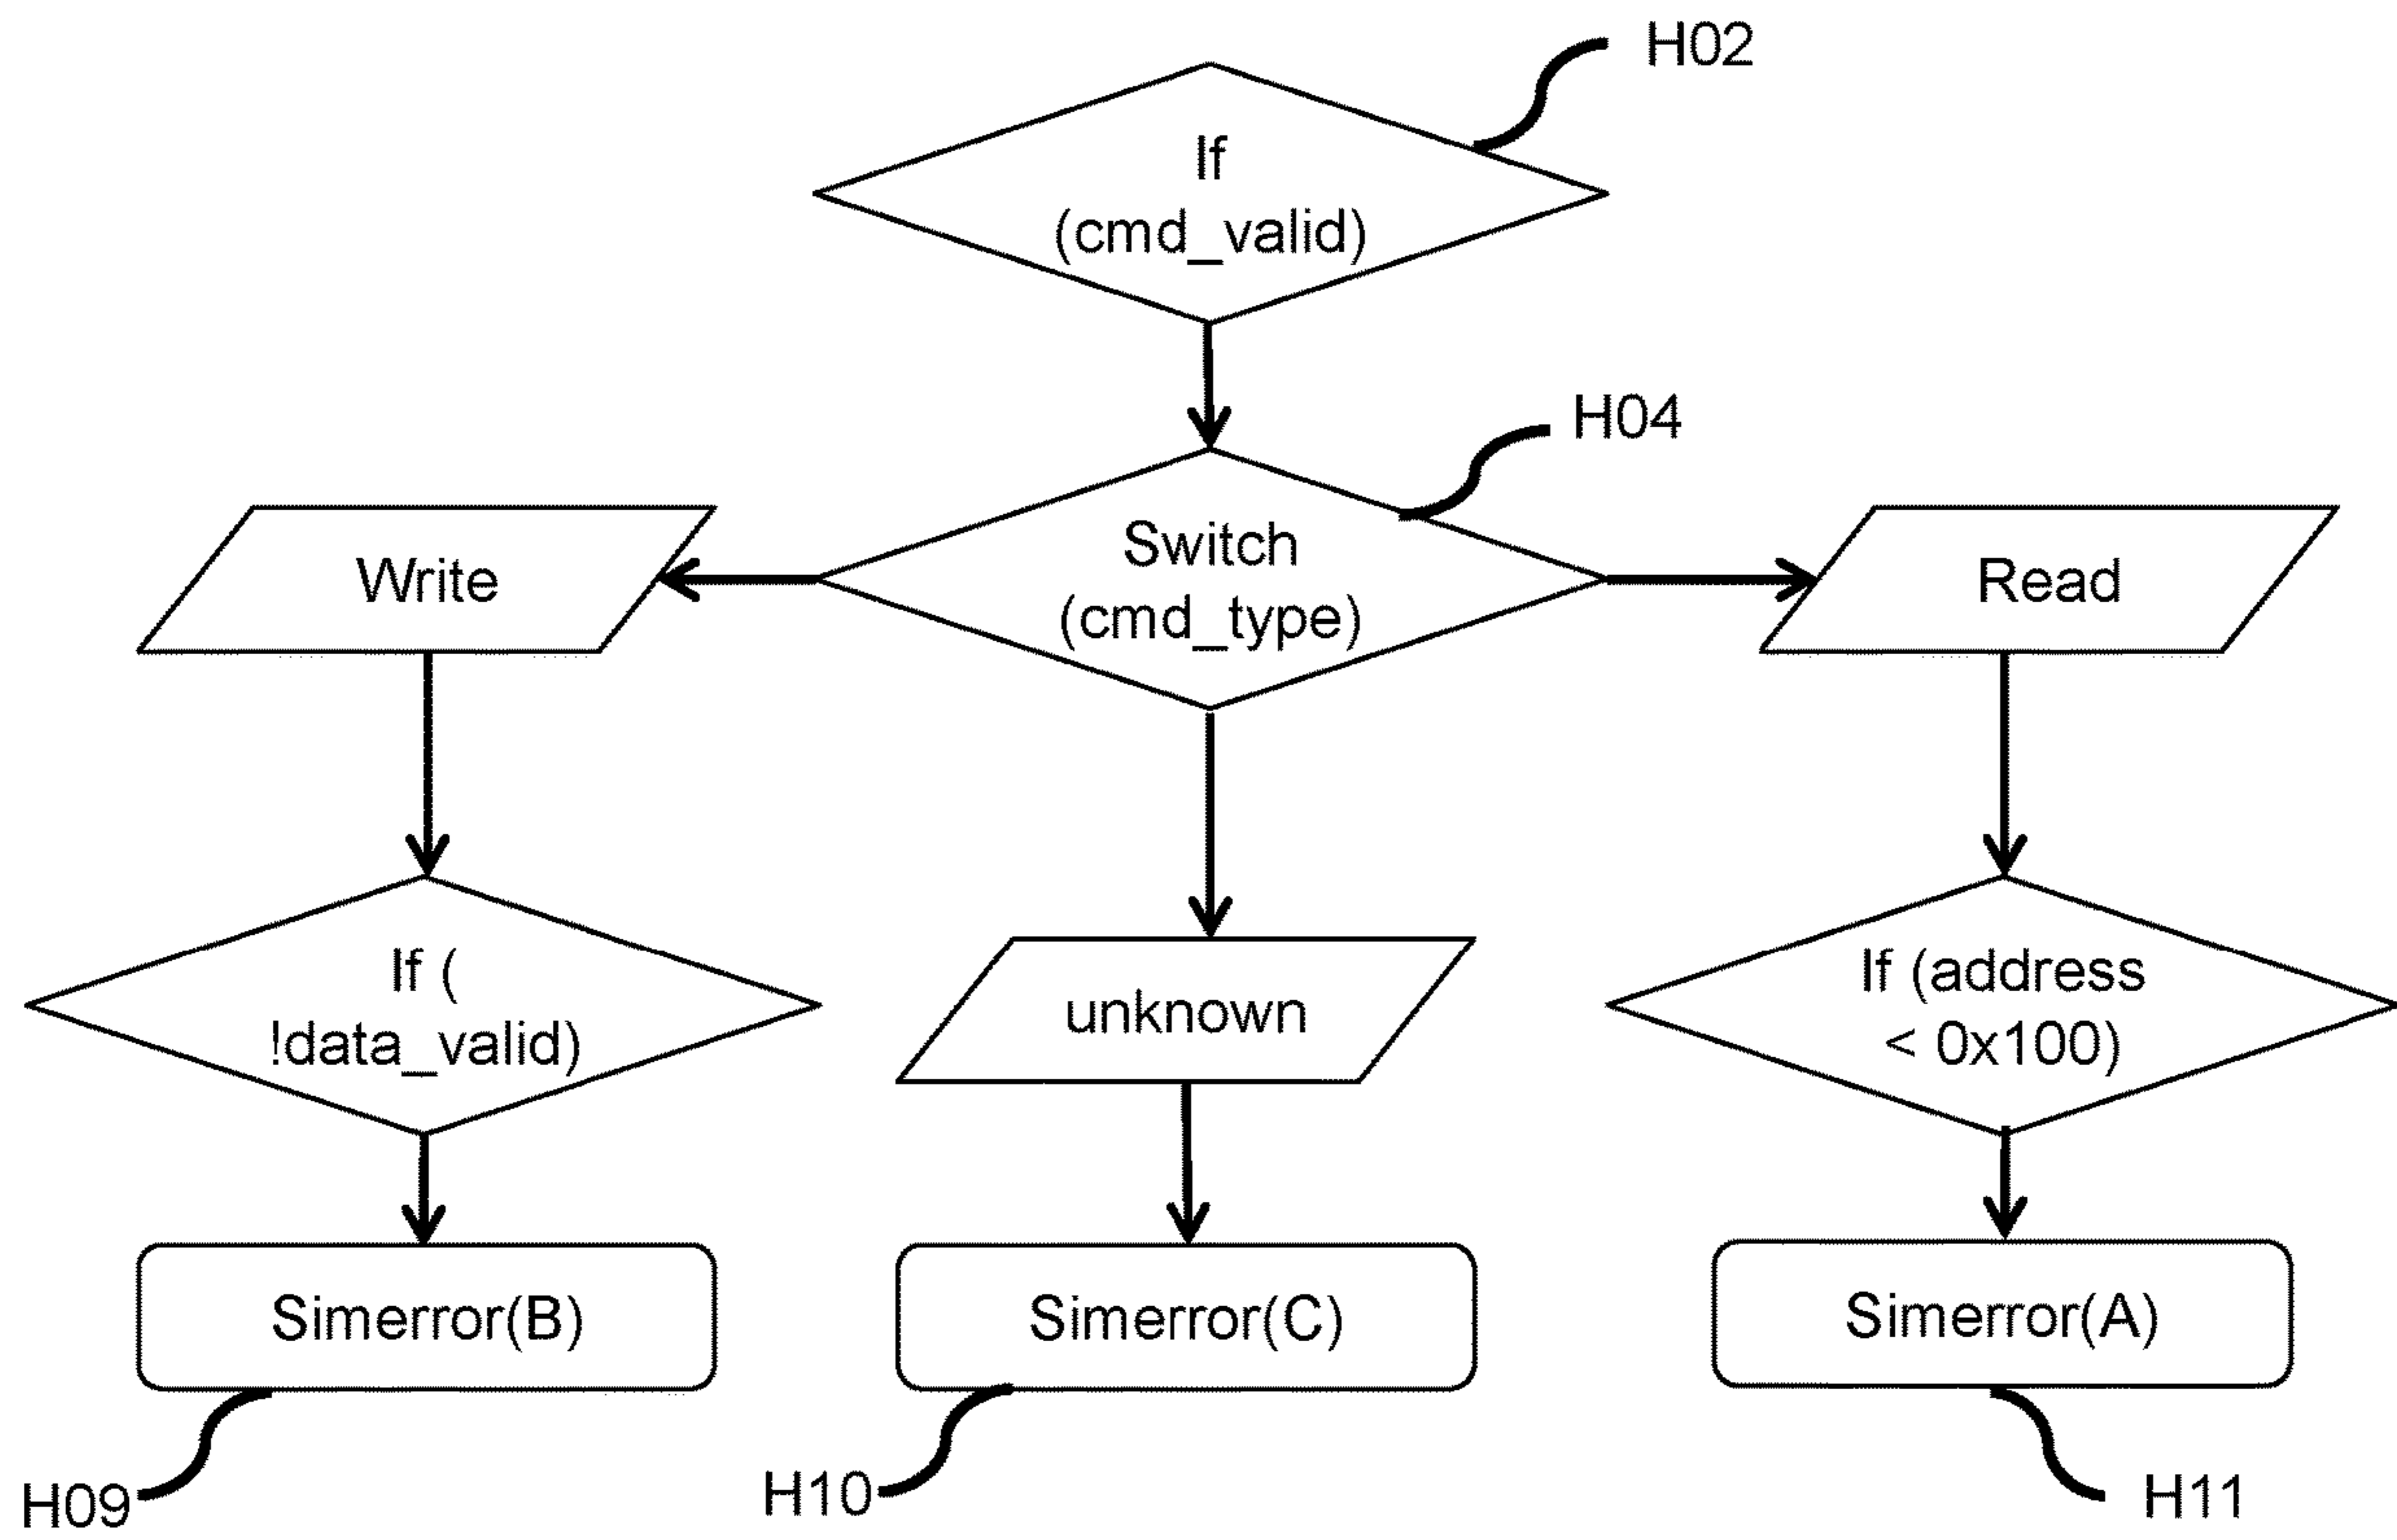 H02
If
(cmd_valid)
H04
Switch
(cmd_type)
Write
Read
If (
!data_valid)
unknown
If (address
< 0x100)
Simerror(B)
Simerror(C)
Simerror(A)
H09
H10
H11